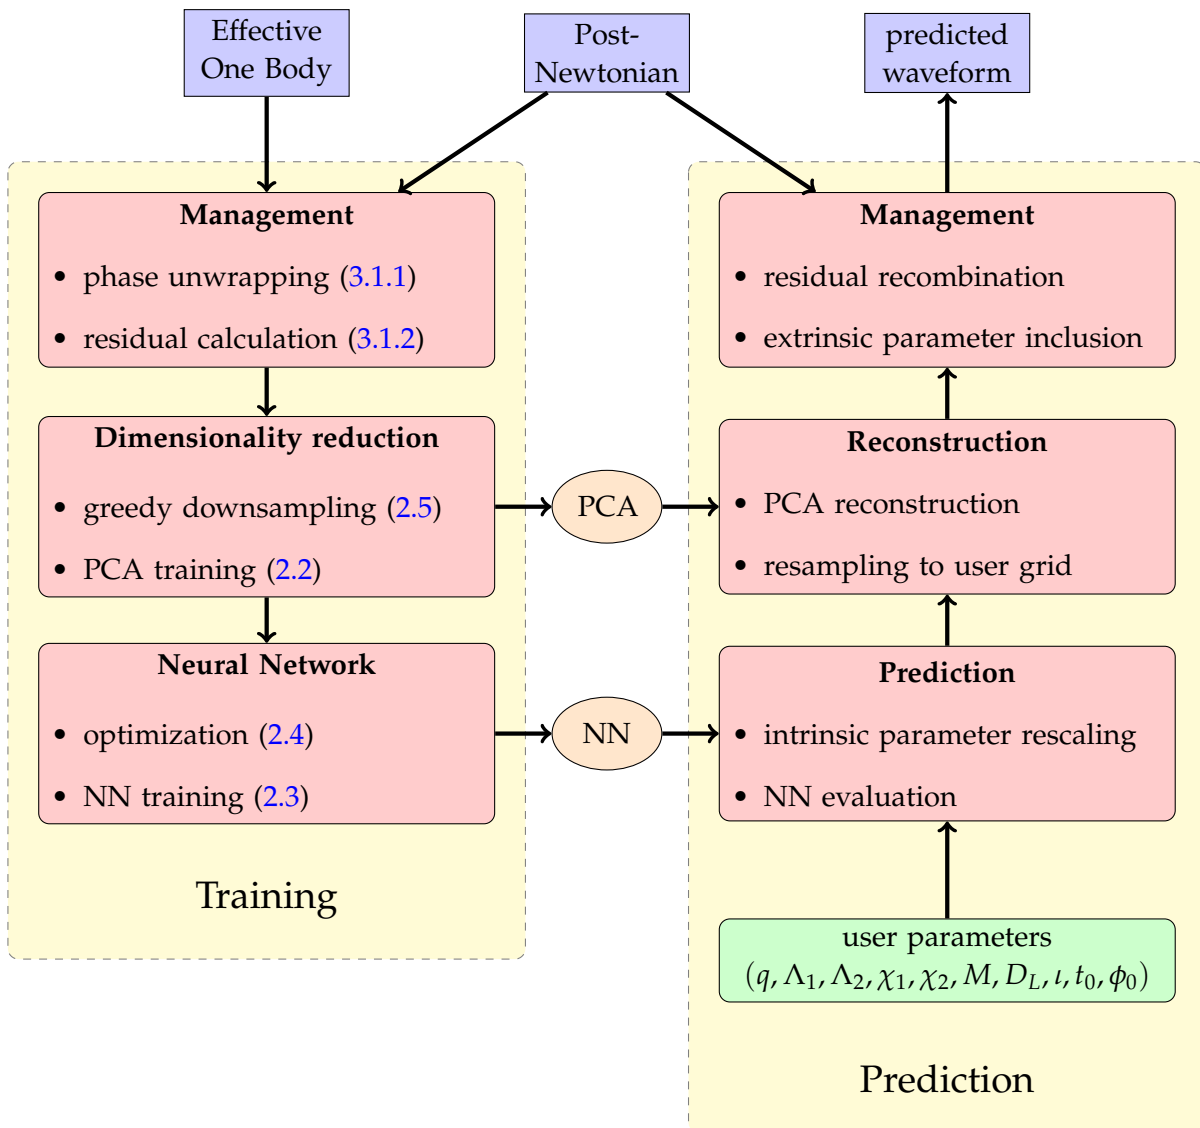 Effective
One Body
Post-
Newtonian
predicted
waveform
Management
• phase unwrapping (3.1.1)
• residual calculation (3.1.2)
Dimensionality reduction
• greedy downsampling (2.5)
• PCA training (2.2)
Neural Network
• optimization (2.4)
• NN training (2.3)
Training
PCA
NN
Management
• residual recombination
• extrinsic parameter inclusion
Reconstruction
• PCA reconstruction
• resampling to user grid
Prediction
• intrinsic parameter rescaling
• NN evaluation
user parameters
(q, Λ₁, Λ₂, χ₁, χ₂, M, D_L, ι, t₀, ϕ₀)
Prediction